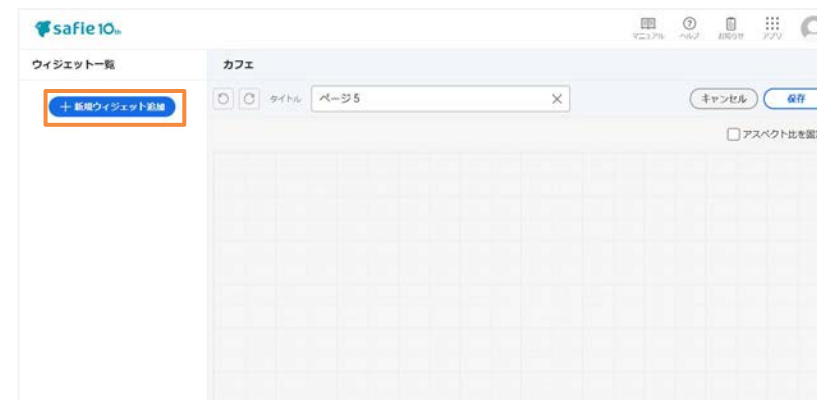 safie 10th
マニュアル ヘルプ お知らせ アプリ
ウィジェット一覧 カフェ
＋ 新規ウィジェット追加
タイトル ページ 5 キャンセル 保存
アスペクト比を固